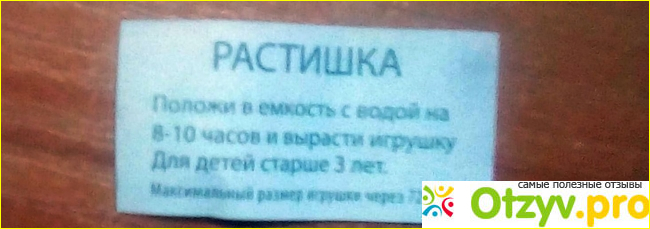 РАСТИШКА
Положи в емкость с водой на
8-10 часов и вырасти игрушку
Для детей старше 3 лет.
Максимальный размер игрушки через 72
самые полезные отзывы
Otzyv.pro